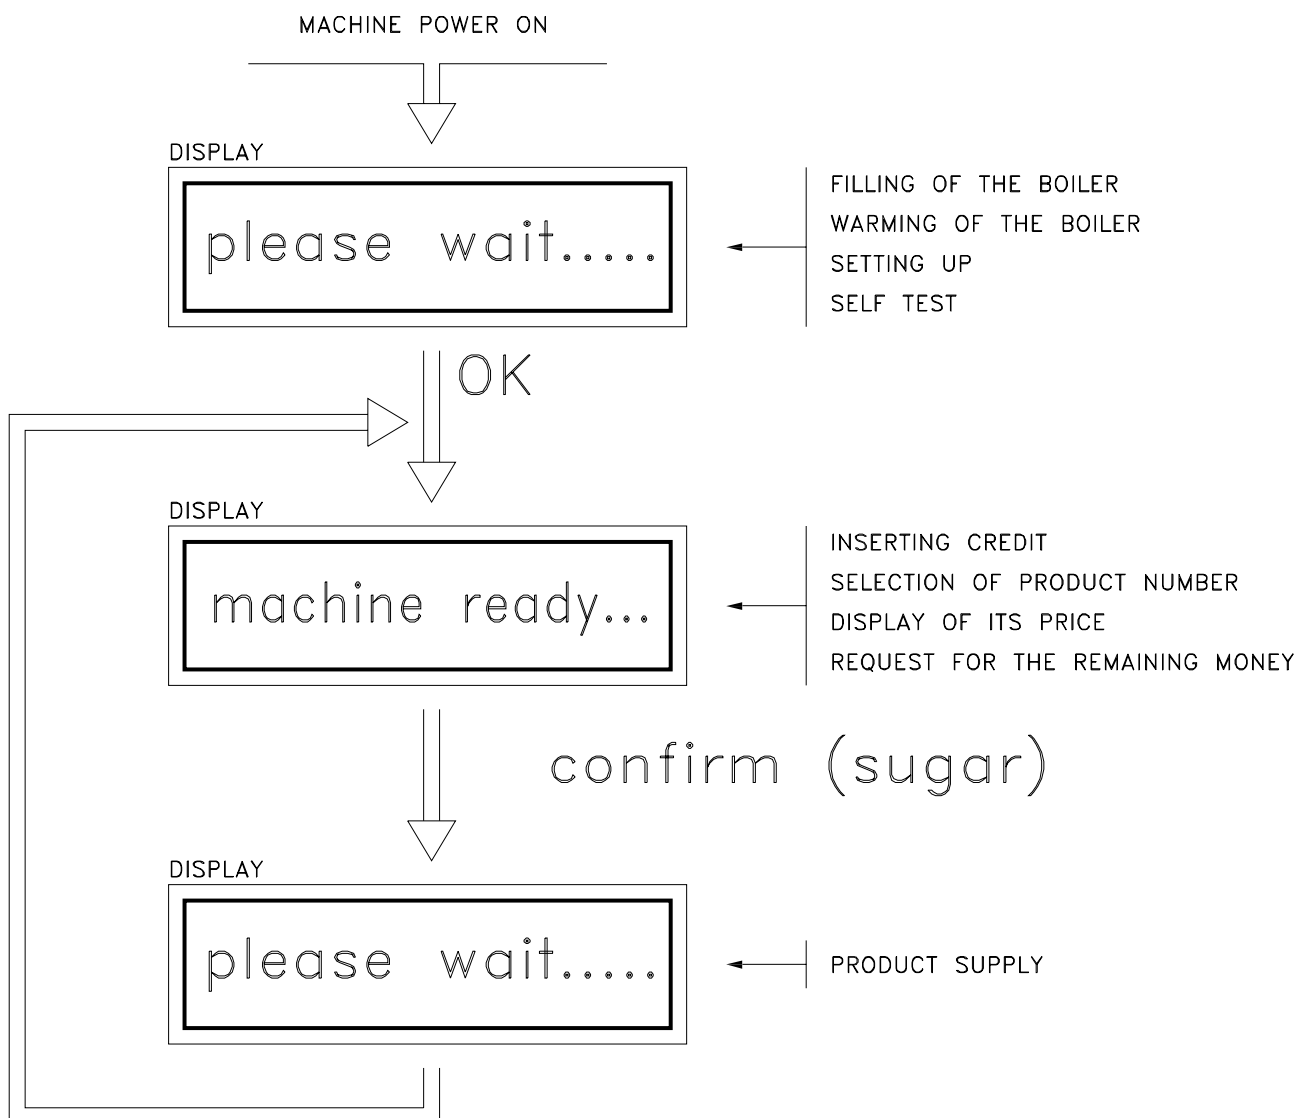 MACHINE POWER ON
DISPLAY
please wait.....
FILLING OF THE BOILER
WARMING OF THE BOILER
SETTING UP
SELF TEST
OK
DISPLAY
machine ready...
INSERTING CREDIT
SELECTION OF PRODUCT NUMBER
DISPLAY OF ITS PRICE
REQUEST FOR THE REMAINING MONEY
confirm (sugar)
DISPLAY
please wait.....
PRODUCT SUPPLY